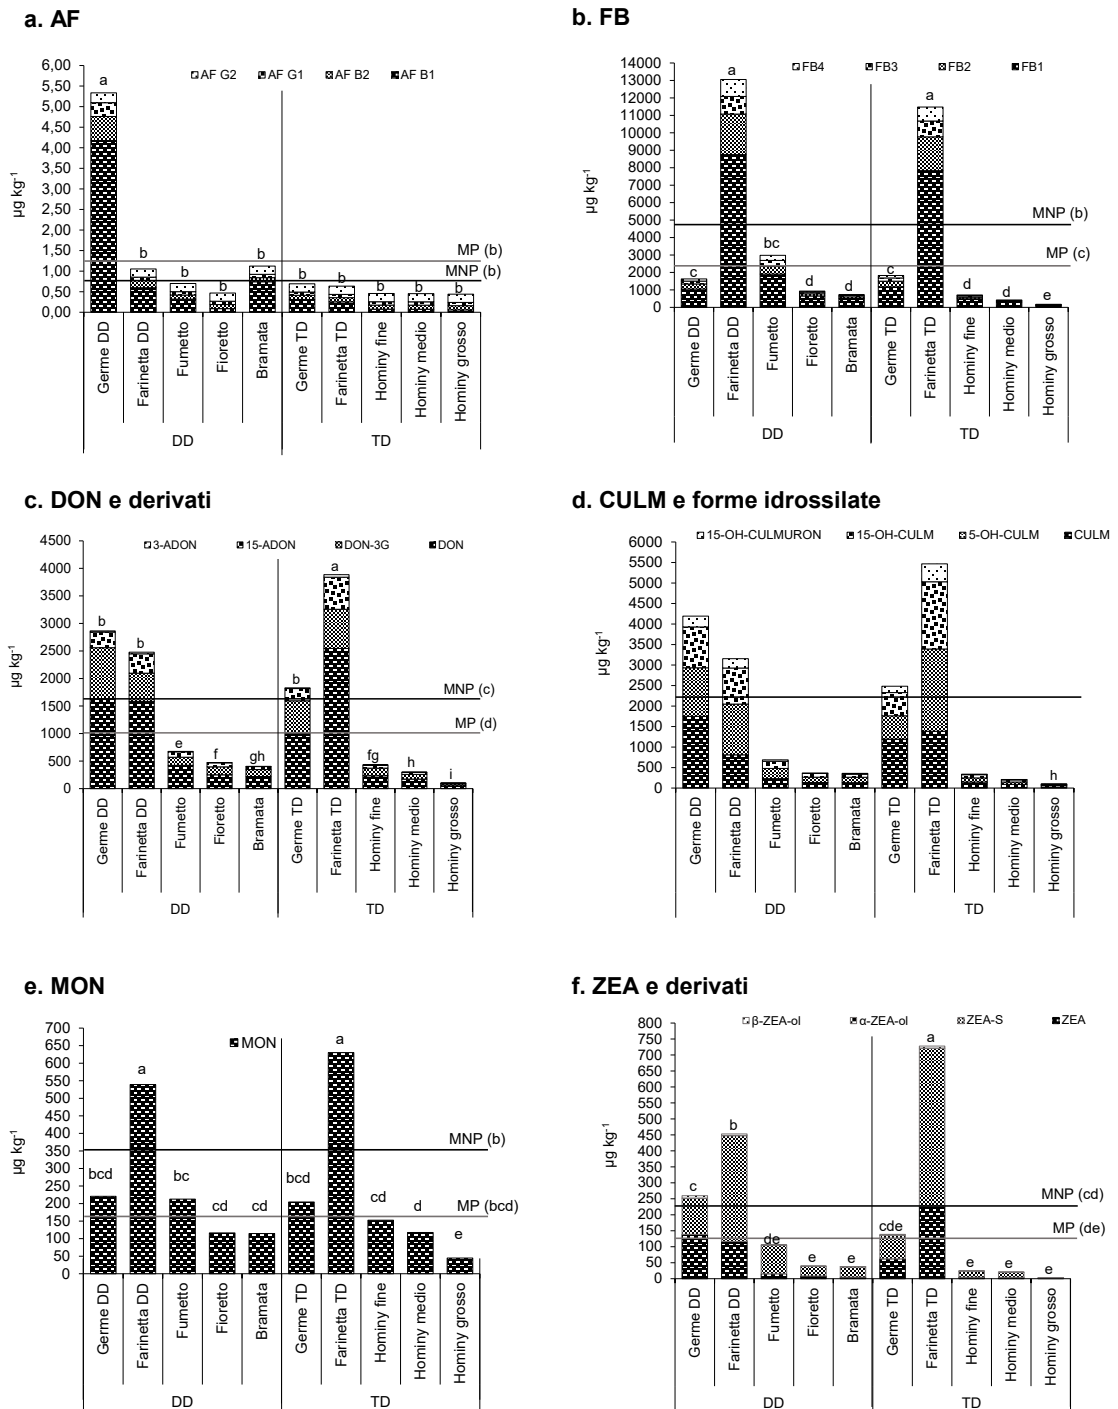 a. AF
AF G2 AF G1 AF B2 AF B1
6,00
5,50
5,00
4,50
4,00
3,50
3,00
2,50
2,00
1,50
1,00
0,50
0,00
µg kg-1
a b b b b b b b b b
MP (b)
MNP (b)
Germe DD Farinetta DD Fumetto Fioretto Bramata Germe TD Farinetta TD Hominy fine Hominy medio Hominy grosso
DD TD
b. FB
FB4 FB3 FB2 FB1
14000
13000
12000
11000
10000
9000
8000
7000
6000
5000
4000
3000
2000
1000
0
µg kg-1
c a bc d d c a d d e
MNP (b)
MP (c)
Germe DD Farinetta DD Fumetto Fioretto Bramata Germe TD Farinetta TD Hominy fine Hominy medio Hominy grosso
DD TD
c. DON e derivati
3-ADON 15-ADON DON-3G DON
4500
4000
3500
3000
2500
2000
1500
1000
500
0
µg kg-1
b b e f gh b a fg h i
MNP (c)
MP (d)
Germe DD Farinetta DD Fumetto Fioretto Bramata Germe TD Farinetta TD Hominy fine Hominy medio Hominy grosso
DD TD
d. CULM e forme idrossilate
15-OH-CULMURON 15-OH-CULM 5-OH-CULM CULM
6000
5500
5000
4500
4000
3500
3000
2500
2000
1500
1000
500
0
µg kg-1
h
Germe DD Farinetta DD Fumetto Fioretto Bramata Germe TD Farinetta TD Hominy fine Hominy medio Hominy grosso
DD TD
e. MON
MON
700
650
600
550
500
450
400
350
300
250
200
150
100
50
0
µg kg-1
bcd a bc cd cd bcd a cd d e
MNP (b)
MP (bcd)
Germe DD Farinetta DD Fumetto Fioretto Bramata Germe TD Farinetta TD Hominy fine Hominy medio Hominy grosso
DD TD
f. ZEA e derivati
β-ZEA-ol α-ZEA-ol ZEA-S ZEA
800
750
700
650
600
550
500
450
400
350
300
250
200
150
100
50
0
µg kg-1
c b de e e cde a e e e
MNP (cd)
MP (de)
Germe DD Farinetta DD Fumetto Fioretto Bramata Germe TD Farinetta TD Hominy fine Hominy medio Hominy grosso
DD TD